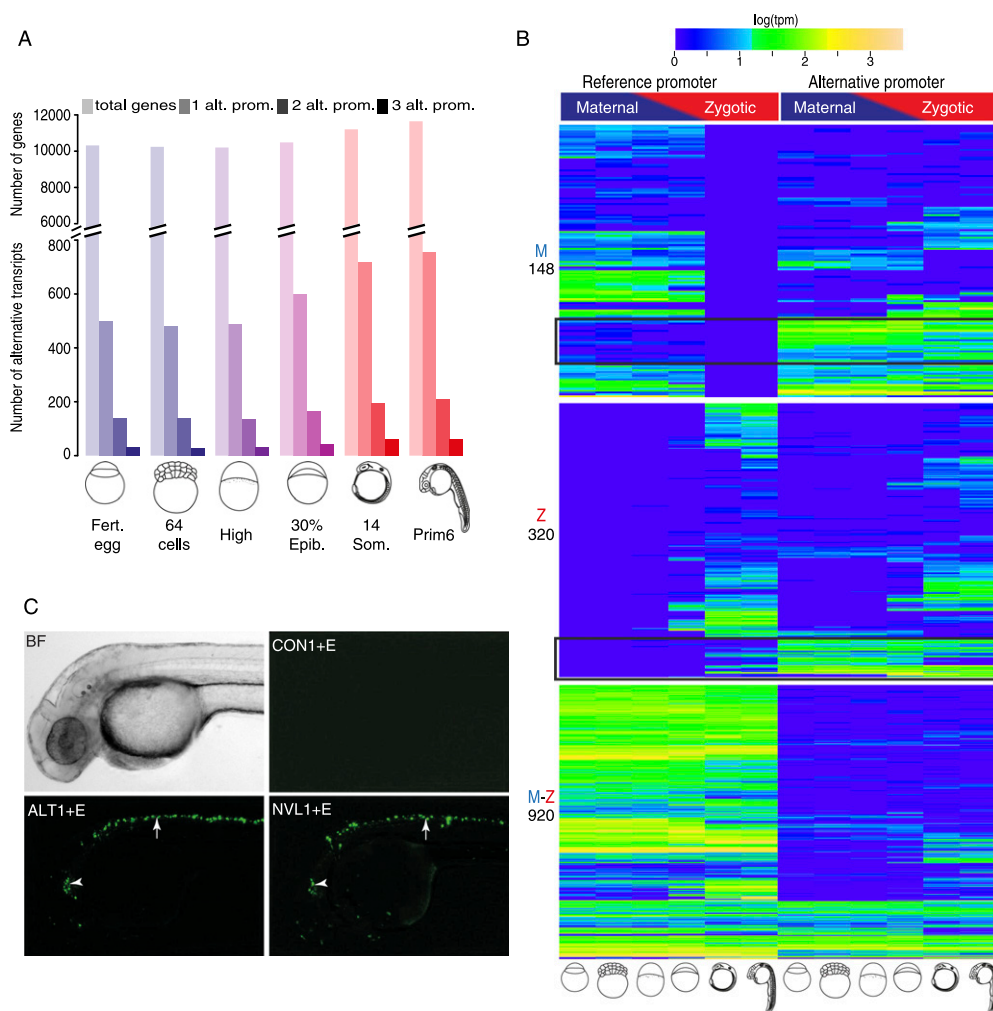 A
total genes 1 alt. prom. 2 alt. prom. 3 alt. prom.
Number of genes
12000
10000
8000
6000
Number of alternative transcripts
800
600
400
200
0
Fert. egg
64 cells
High
30% Epib.
14 Som.
Prim6
B
log(tpm)
0 1 2 3
Reference promoter Alternative promoter
Maternal Zygotic Maternal Zygotic
M
148
Z
320
M-Z
920
C
BF
CON1+E
ALT1+E
NVL1+E